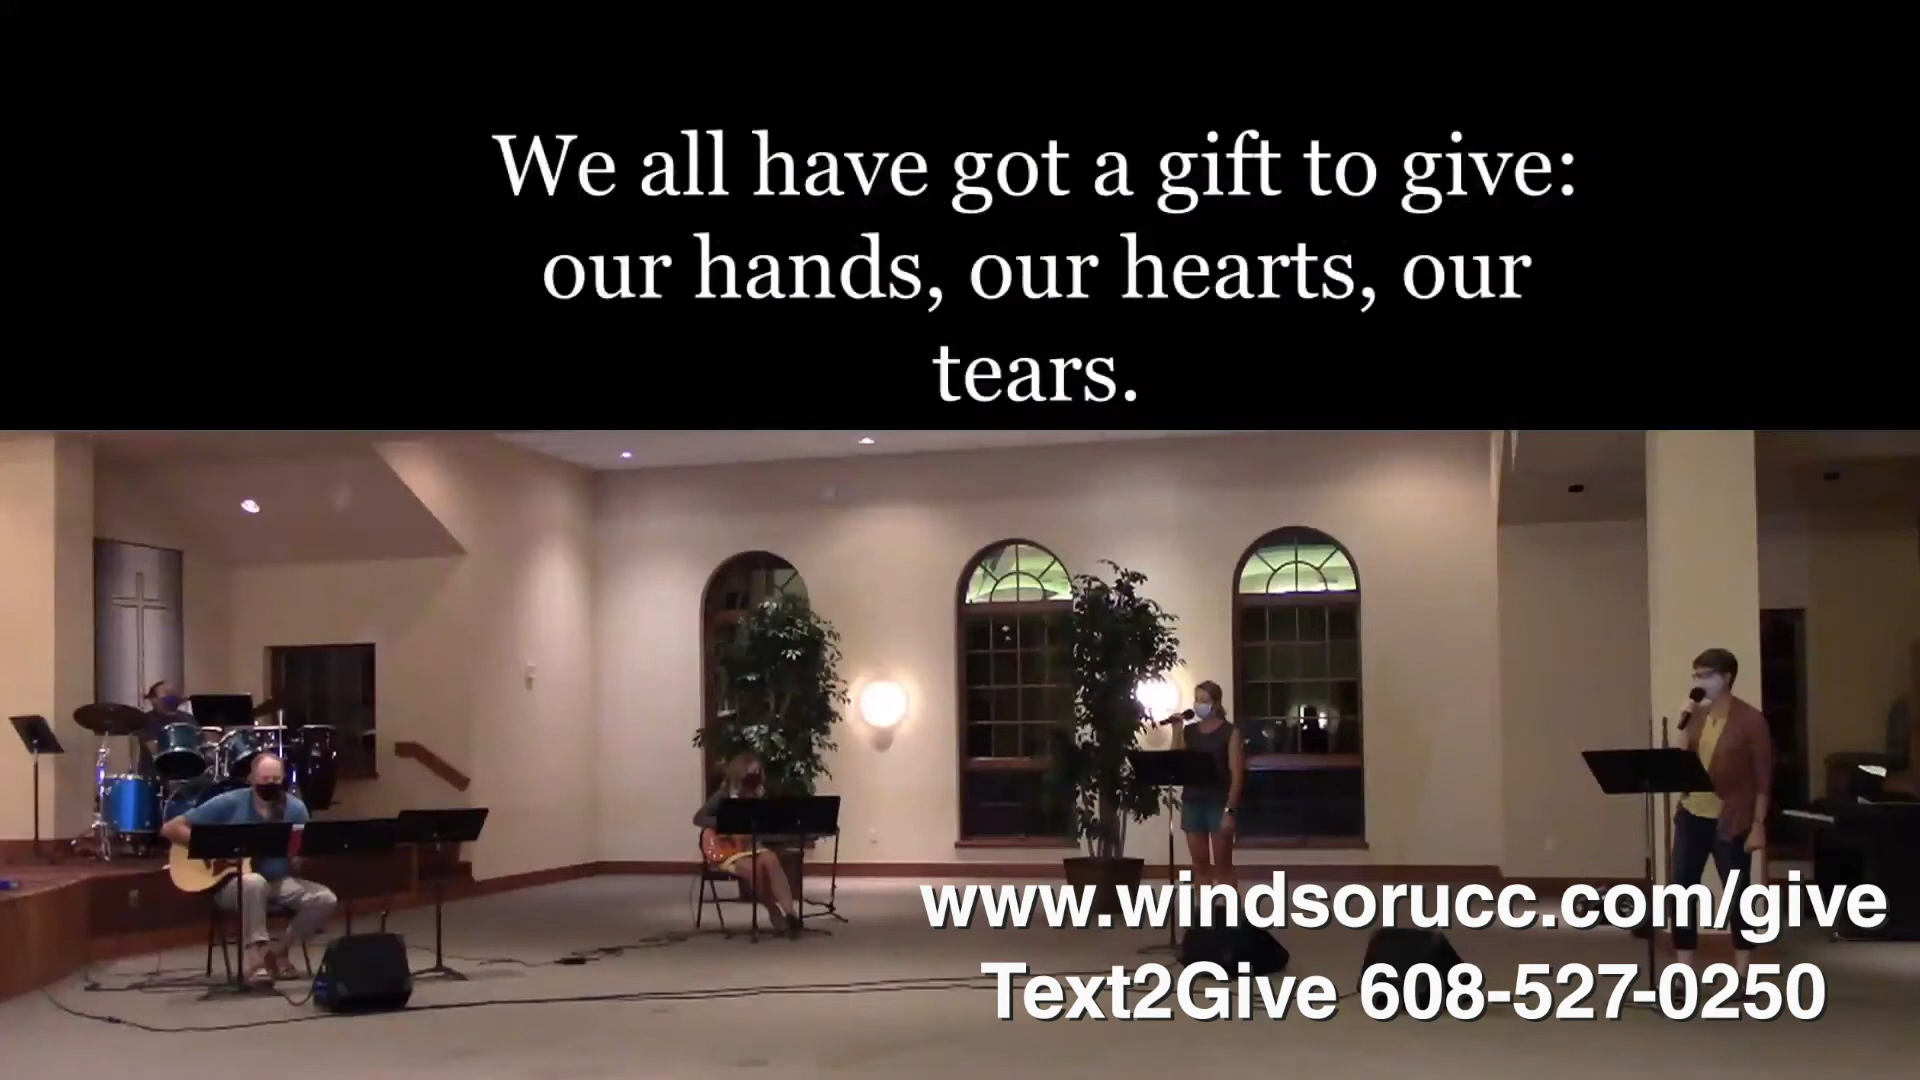 We all have got a gift to give:
our hands, our hearts, our
tears.
www.windsorucc.com/give
Text2Give 608-527-0250